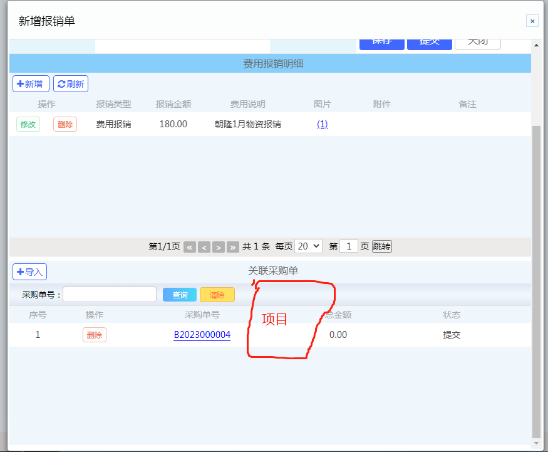 新增报销单
×
保存 提交 关闭
费用报销明细
+新增 刷新
操作 报销类型 报销金额 费用说明 图片 附件 备注
修改 删除 费用报销 180.00 朝隆1月物资报销 (1)
第1/1页 « < > » 共 1 条 每页 20 第 1 页 跳转
+导入 关联采购单
采购单号： 查询 清除
项目
序号 操作 采购单号 总金额 状态
1 删除 B2023000004 0.00 提交